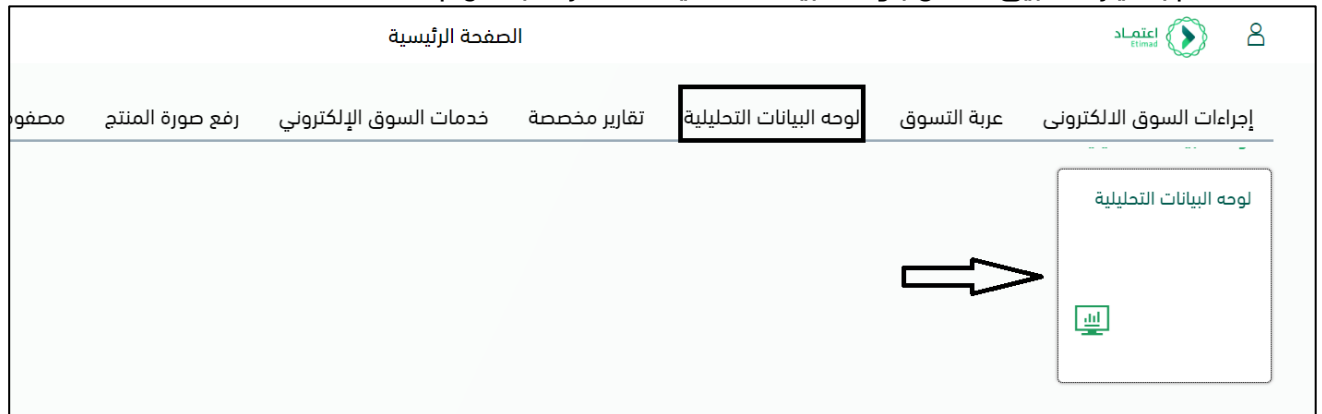 اعتماد
Etimad
الصفحة الرئيسية
إجراءات السوق الالكترونى عربة التسوق لوحه البيانات التحليلية تقارير مخصصة خدمات السوق الإلكتروني رفع صورة المنتج
لوحه البيانات التحليلية